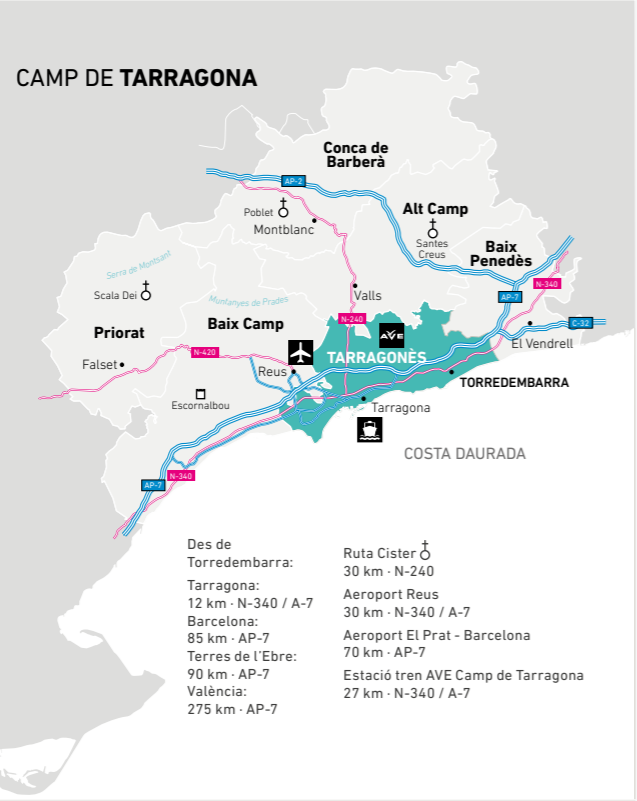 CAMP DE TARRAGONA
Conca de
Barberà
AP-2
Poblet
Montblanc
Alt Camp
Santes
Creus
Baix
Penedès
Serra de Montsant
Scala Dei
Muntanyes de Prades
Valls
N-340
AP-7
Priorat
Baix Camp
N-240
AVE
C-32
El Vendrell
N-420
TARRAGONÈS
Falset
Reus
TORREDEMBARRA
Escornalbou
Tarragona
COSTA DAURADA
N-340
AP-7
Des de
Torredembarra:
Tarragona:
12 km · N-340 / A-7
Barcelona:
85 km · AP-7
Terres de l'Ebre:
90 km · AP-7
València:
275 km · AP-7
Ruta Cister
30 km · N-240
Aeroport Reus
30 km · N-340 / A-7
Aeroport El Prat - Barcelona
70 km · AP-7
Estació tren AVE Camp de Tarragona
27 km · N-340 / A-7